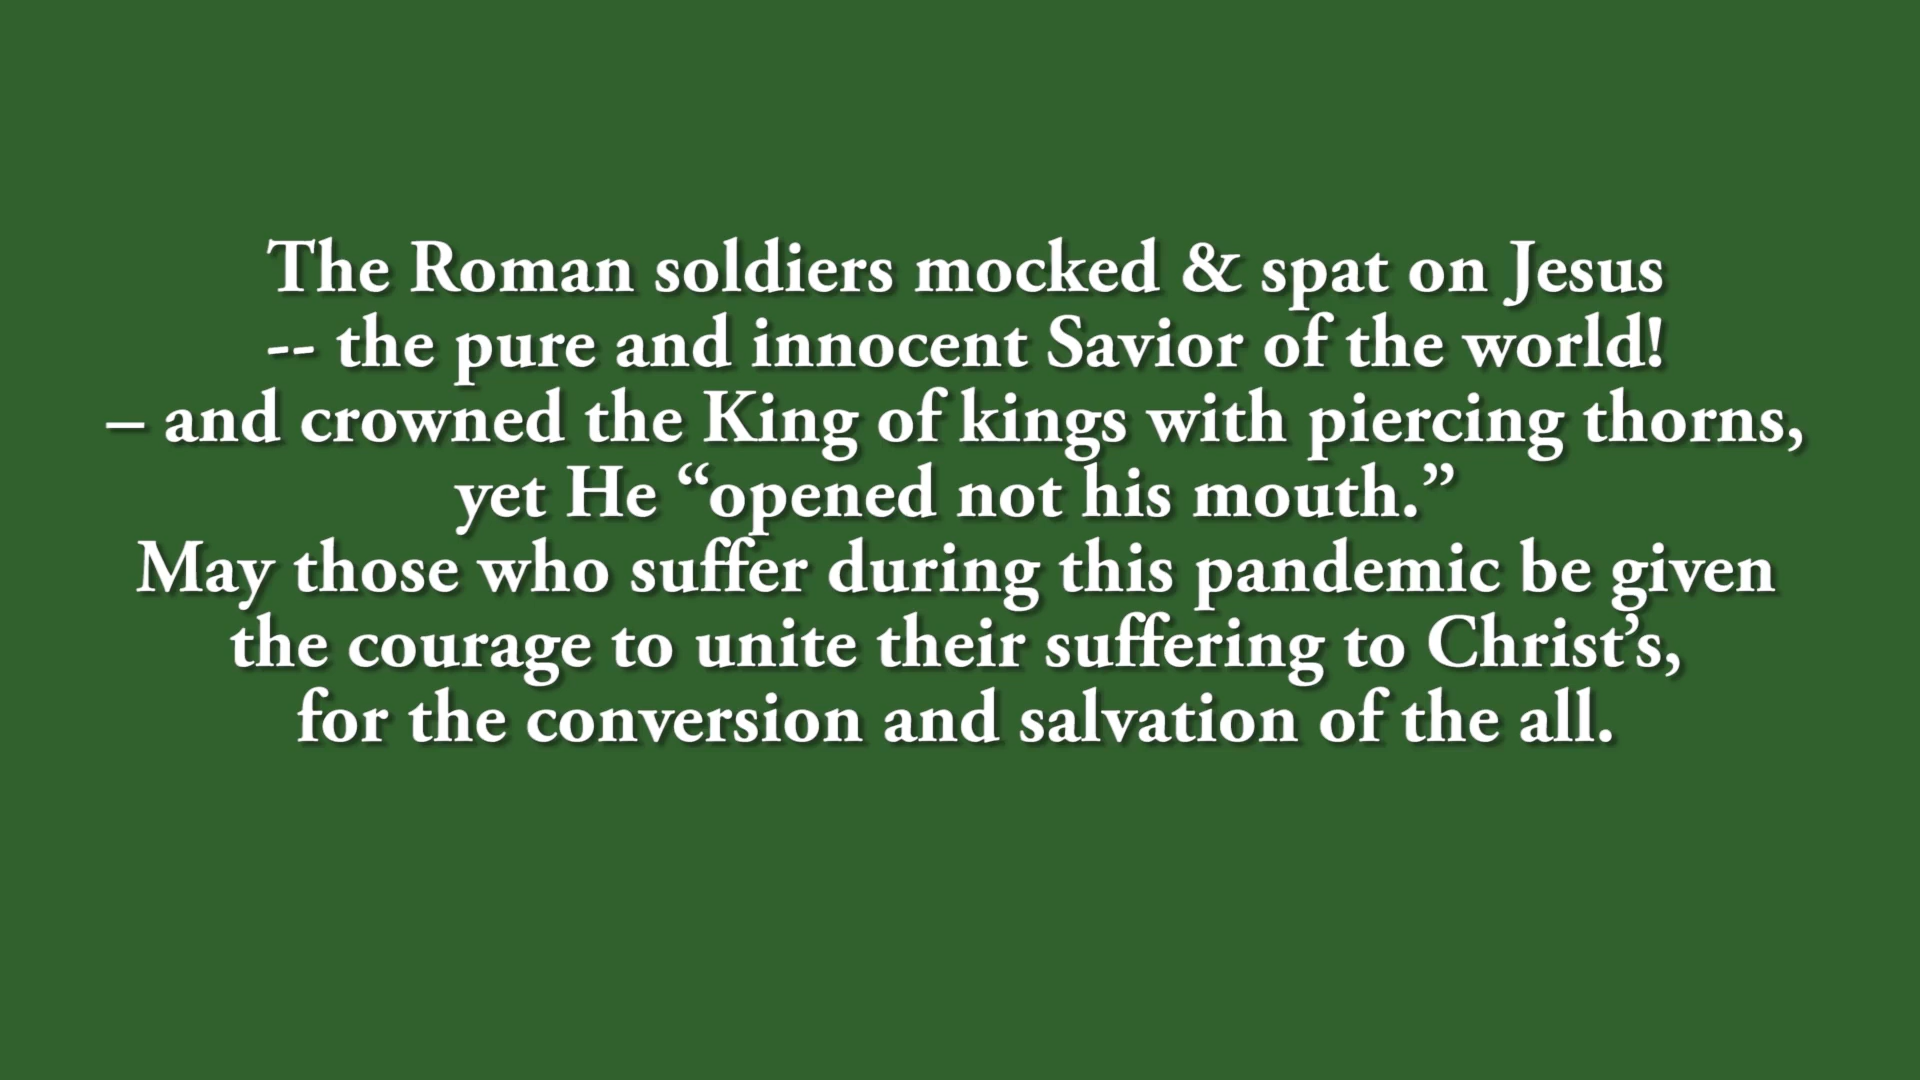 The Roman soldiers mocked & spat on Jesus
-- the pure and innocent Savior of the world!
– and crowned the King of kings with piercing thorns,
yet He “opened not his mouth.”
May those who suffer during this pandemic be given
the courage to unite their suffering to Christ’s,
for the conversion and salvation of the all.